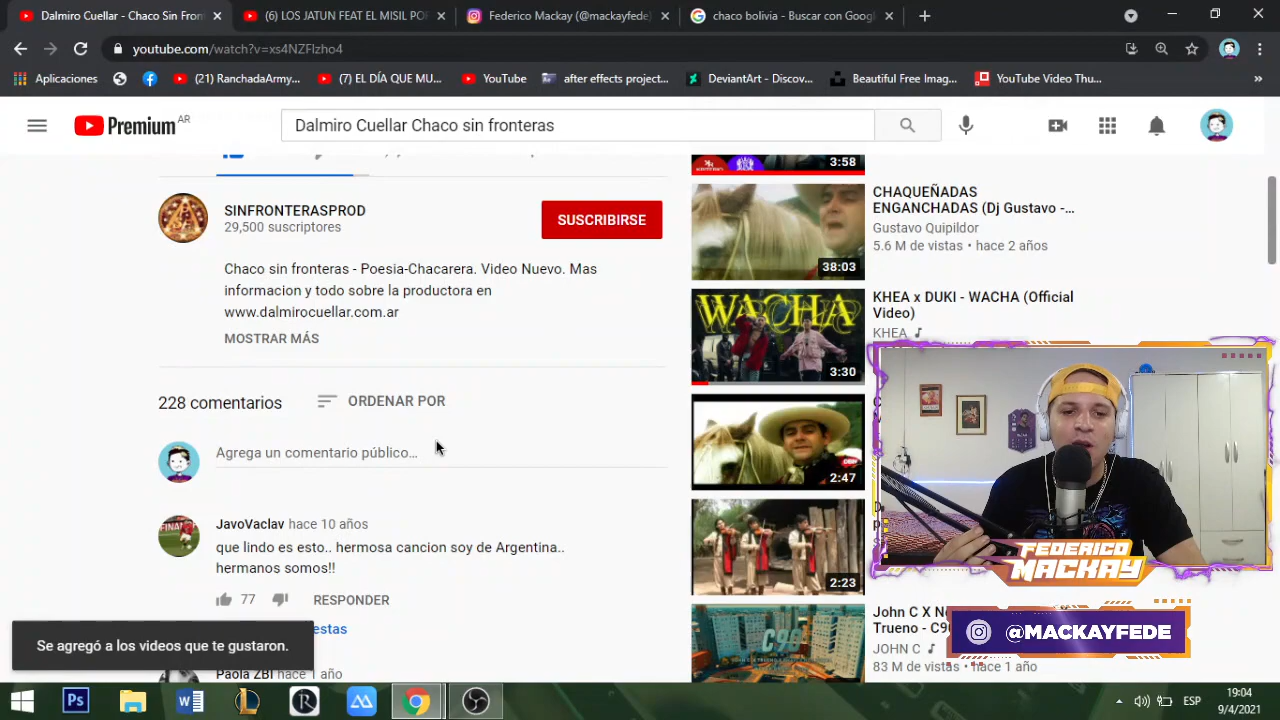 Dalmiro Cuellar - Chaco Sin Fron
(6) LOS JATUN FEAT EL MISIL POR
Federico Mackay (@mackayfede)
chaco bolivia - Buscar con Googl
youtube.com/watch?v=xs4NZFIzho4
Aplicaciones
(21) RanchadaArmy...
(7) EL DÍA QUE MU...
YouTube
after effects project...
DeviantArt - Discov...
Beautiful Free Imag...
YouTube Video Thu...
Premium AR
Dalmiro Cuellar Chaco sin fronteras
SINFRONTERASPROD
29,500 suscriptores
SUSCRIBIRSE
Chaco sin fronteras - Poesia-Chacarera. Video Nuevo. Mas
informacion y todo sobre la productora en
www.dalmirocuellar.com.ar
MOSTRAR MÁS
228 comentarios
ORDENAR POR
Agrega un comentario público...
JavoVaclav hace 10 años
que lindo es esto.. hermosa cancion soy de Argentina..
hermanos somos!!
77
RESPONDER
estas
Se agregó a los videos que te gustaron.
Paola ZBI hace 1 año
3:58
38:03
CHAQUEÑADAS
ENGANCHADAS (Dj Gustavo -...
Gustavo Quipildor
5.6 M de vistas • hace 2 años
WACHA
3:30
KHEA x DUKI - WACHA (Official
Video)
KHEA
2:47
2:23
C90
John C X Ne
Trueno - C90
JOHN C
83 M de vistas • hace 1 año
FEDERICO
MACKAY
@MACKAYFEDE
Ps
ESP
19:04
9/4/2021